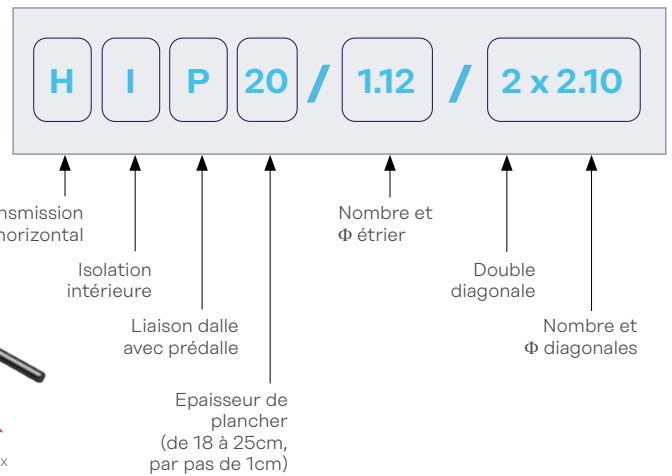 H I P 20 / 1.12 / 2 x 2.10
nsmission
horizontal
Nombre et
Φ étrier
Isolation
intérieure
Double
diagonale
Liaison dalle
avec prédalle
Nombre et
Φ diagonales
Epaisseur de
plancher
(de 18 à 25cm,
par pas de 1cm)
x